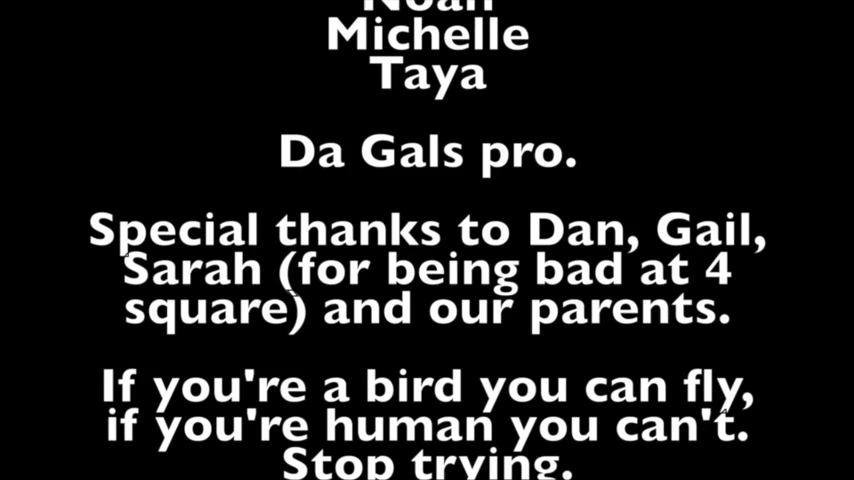 Noah
Michelle
Taya
Da Gals pro.
Special thanks to Dan, Gail,
Sarah (for being bad at 4
square) and our parents.
If you're a bird you can fly,
if you're human you can't.
Stop trying.